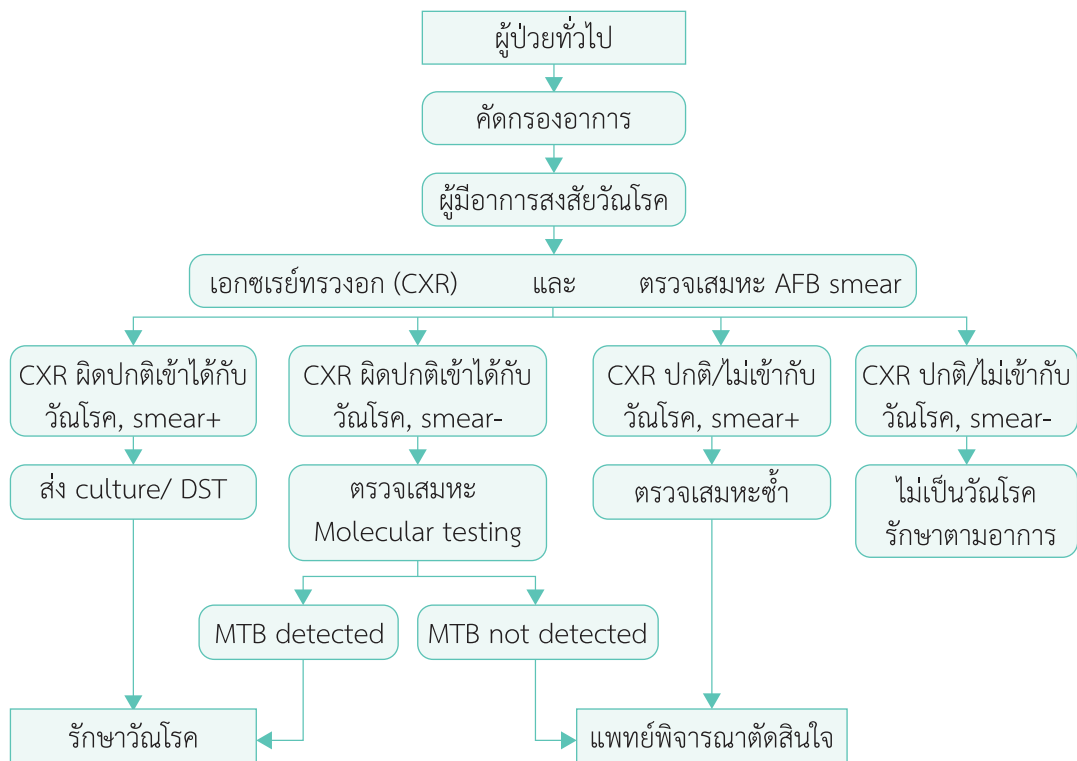 ผู้ป่วยทั่วไป
คัดกรองอาการ
ผู้มีอาการสงสัยวัณโรค
เอกซเรย์ทรวงอก (CXR) และ ตรวจเสมหะ AFB smear
CXR ผิดปกติเข้าได้กับ
วัณโรค, smear+
CXR ผิดปกติเข้าได้กับ
วัณโรค, smear-
CXR ปกติ/ไม่เข้ากับ
วัณโรค, smear+
CXR ปกติ/ไม่เข้ากับ
วัณโรค, smear-
ส่ง culture/ DST
ตรวจเสมหะ
Molecular testing
ตรวจเสมหะซ้ำ
ไม่เป็นวัณโรค
รักษาตามอาการ
MTB detected
MTB not detected
รักษาวัณโรค
แพทย์พิจารณาตัดสินใจ